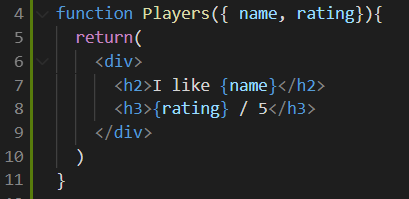 4 function Players({ name, rating}){
5 return(
6 <div>
7 <h2>I like {name}</h2>
8 <h3>{rating} / 5</h3>
9 </div>
10 )
11 }